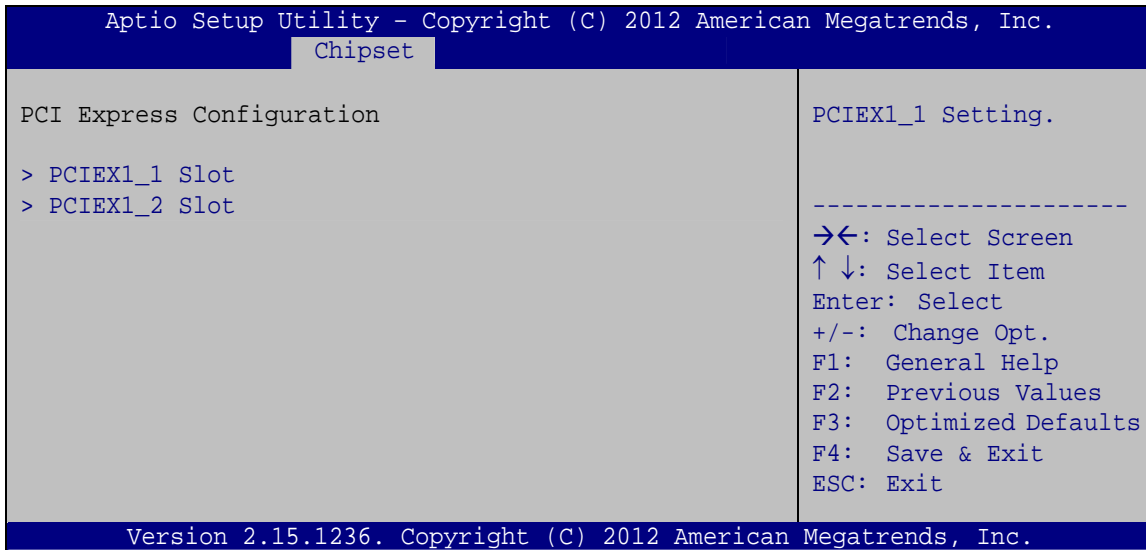 Aptio Setup Utility – Copyright (C) 2012 American Megatrends, Inc.
Chipset
PCI Express Configuration
> PCIEX1_1 Slot
> PCIEX1_2 Slot
PCIEX1_1 Setting.
----------------------
→←: Select Screen
↑ ↓: Select Item
Enter: Select
+/-: Change Opt.
F1: General Help
F2: Previous Values
F3: Optimized Defaults
F4: Save & Exit
ESC: Exit
Version 2.15.1236. Copyright (C) 2012 American Megatrends, Inc.